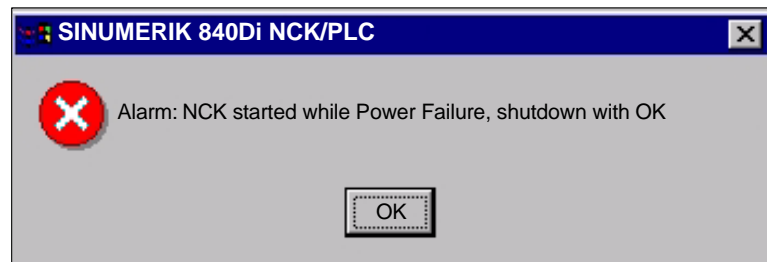 SINUMERIK 840Di NCK/PLC
Alarm: NCK started while Power Failure, shutdown with OK
OK